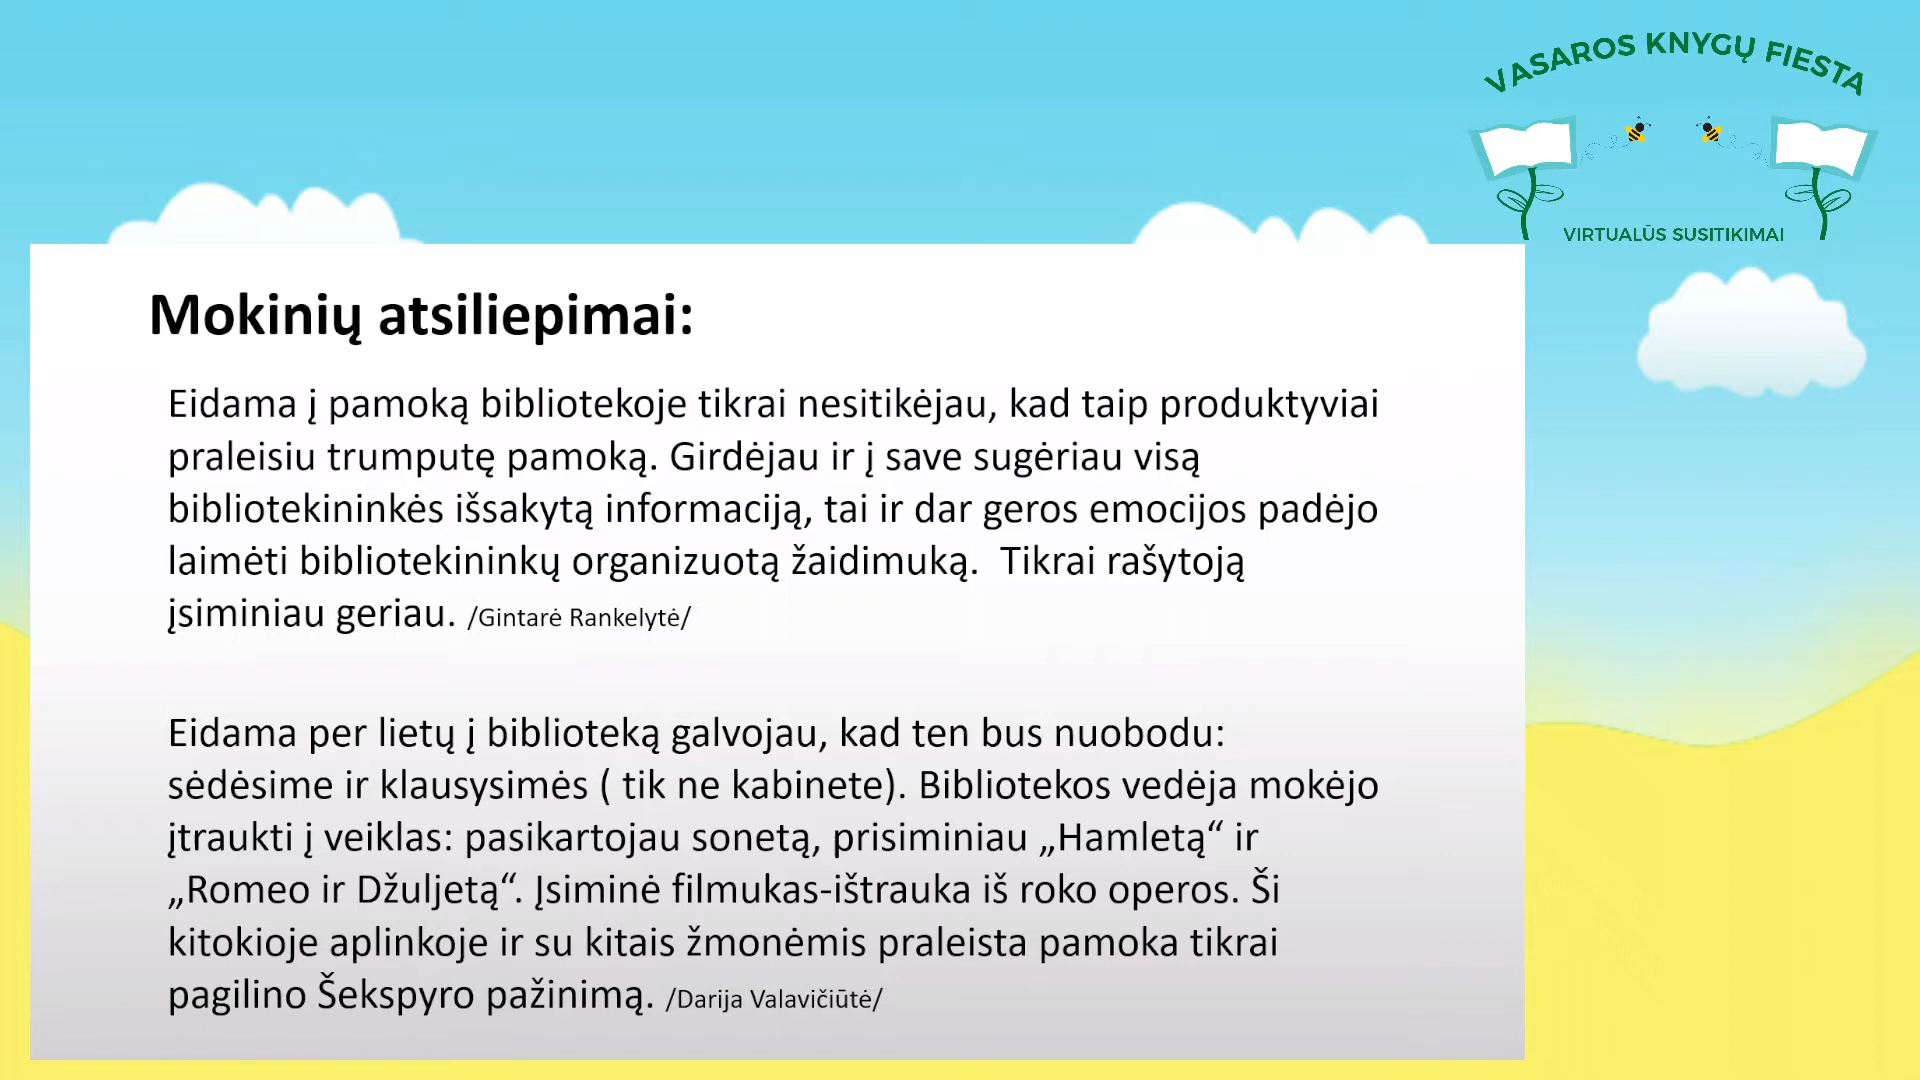 VASAROS KNYGŲ FIESTA
VIRTUALŪS SUSITIKIMAI
Mokinių atsiliepimai:
Eidama į pamoką bibliotekoje tikrai nesitikėjau, kad taip produktyviai
praleisiu trumputę pamoką. Girdėjau ir į save sugėriau visą
bibliotekininkės išsakytą informaciją, tai ir dar geros emocijos padėjo
laimėti bibliotekininkų organizuotą žaidimuką.  Tikrai rašytoją
įsiminiau geriau. /Gintarė Rankelytė/
Eidama per lietų į biblioteką galvojau, kad ten bus nuobodu:
sėdėsime ir klausysimės ( tik ne kabinete). Bibliotekos vedėja mokėjo
įtraukti į veiklas: pasikartojau sonetą, prisiminiau „Hamletą“ ir
„Romeo ir Džuljetą“. Įsiminė filmukas-ištrauka iš roko operos. Ši
kitokioje aplinkoje ir su kitais žmonėmis praleista pamoka tikrai
pagilino Šekspyro pažinimą. /Darija Valavičiūtė/